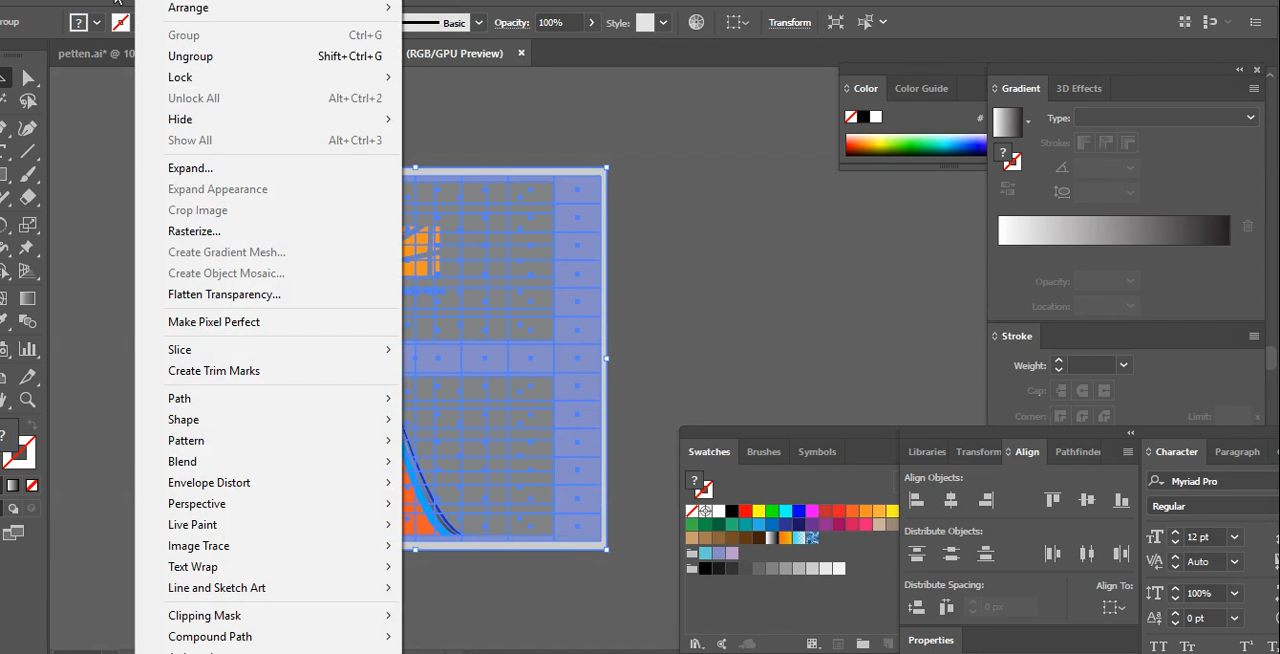 Arrange
roup
Group Ctrl+G
Ungroup Shift+Ctrl+G
Lock
Unlock All Alt+Ctrl+2
Hide
Show All Alt+Ctrl+3
Expand...
Expand Appearance
Crop Image
Rasterize...
Create Gradient Mesh...
Create Object Mosaic...
Flatten Transparency...
Make Pixel Perfect
Slice
Create Trim Marks
Path
Shape
Pattern
Blend
Envelope Distort
Perspective
Live Paint
Image Trace
Text Wrap
Line and Sketch Art
Clipping Mask
Compound Path
Basic Opacity: 100% Style: Transform
petten.ai* @ 10
(RGB/GPU Preview)
Color Color Guide
#
Gradient 3D Effects
Type:
Stroke:
Opacity:
Location:
Stroke
Weight:
Cap:
Corner: Limit:
Swatches Brushes Symbols
Libraries Transform Align Pathfinder
Align Objects:
Distribute Objects:
Distribute Spacing: Align To:
0 px
Properties
Character Paragraph
Myriad Pro
Regular
12 pt
Auto
100%
0 pt
TT Tr